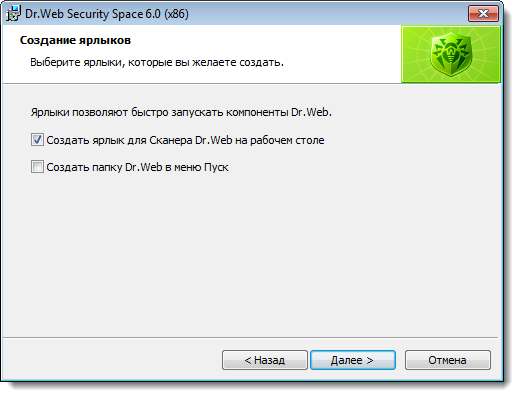 Dr.Web Security Space 6.0 (x86)
Создание ярлыков
Выберите ярлыки, которые вы желаете создать.
Ярлыки позволяют быстро запускать компоненты Dr.Web.
Создать ярлык для Сканера Dr.Web на рабочем столе
Создать папку Dr.Web в меню Пуск
< Назад
Далее >
Отмена